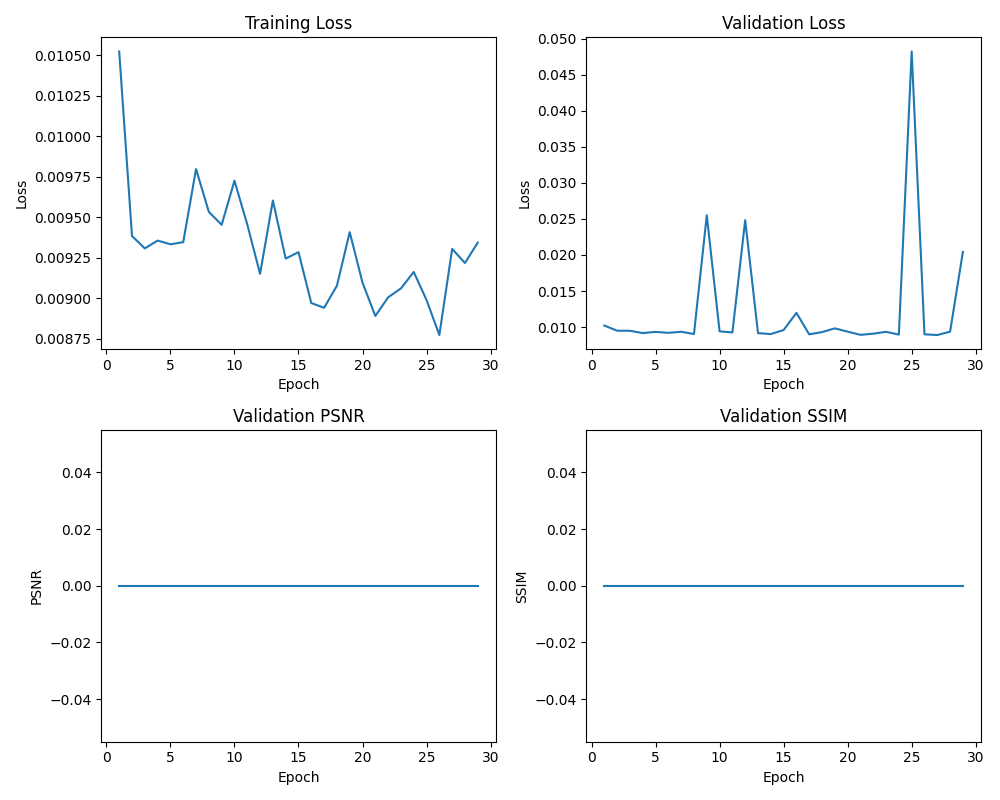 Training Loss
0.01050
0.01025
0.01000
0.00975
0.00950
0.00925
0.00900
0.00875
Loss
0 5 10 15 20 25 30
Epoch
Validation Loss
0.050
0.045
0.040
0.035
0.030
0.025
0.020
0.015
0.010
Loss
0 5 10 15 20 25 30
Epoch
Validation PSNR
0.04
0.02
0.00
−0.02
−0.04
PSNR
0 5 10 15 20 25 30
Epoch
Validation SSIM
0.04
0.02
0.00
−0.02
−0.04
SSIM
0 5 10 15 20 25 30
Epoch